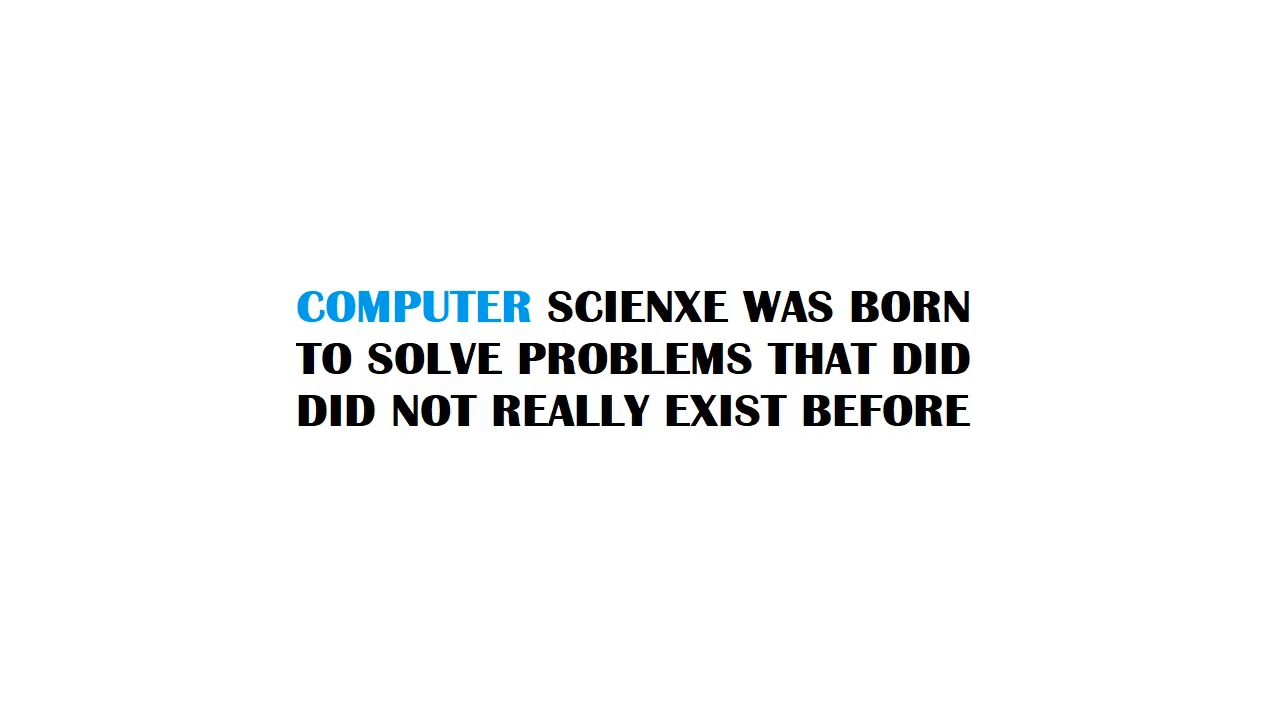 COMPUTER SCIENXE WAS BORN
TO SOLVE PROBLEMS THAT DID
DID NOT REALLY EXIST BEFORE